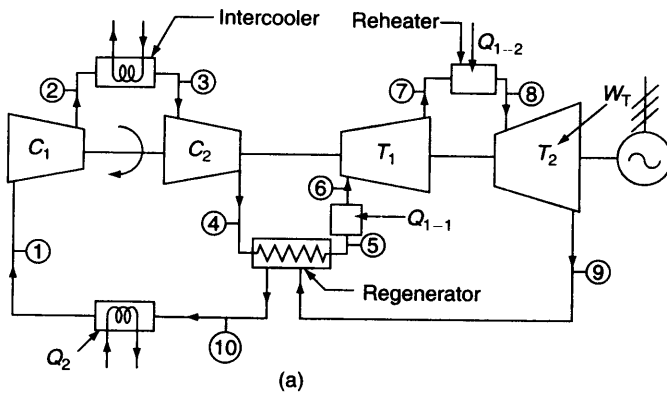 Intercooler
Reheater
Q₁₋₂
②
③
⑦
⑧
W_T
C₁
C₂
T₁
T₂
⑥
④
⑤
Q₁₋₁
①
⑨
Regenerator
Q₂
⑩
(a)